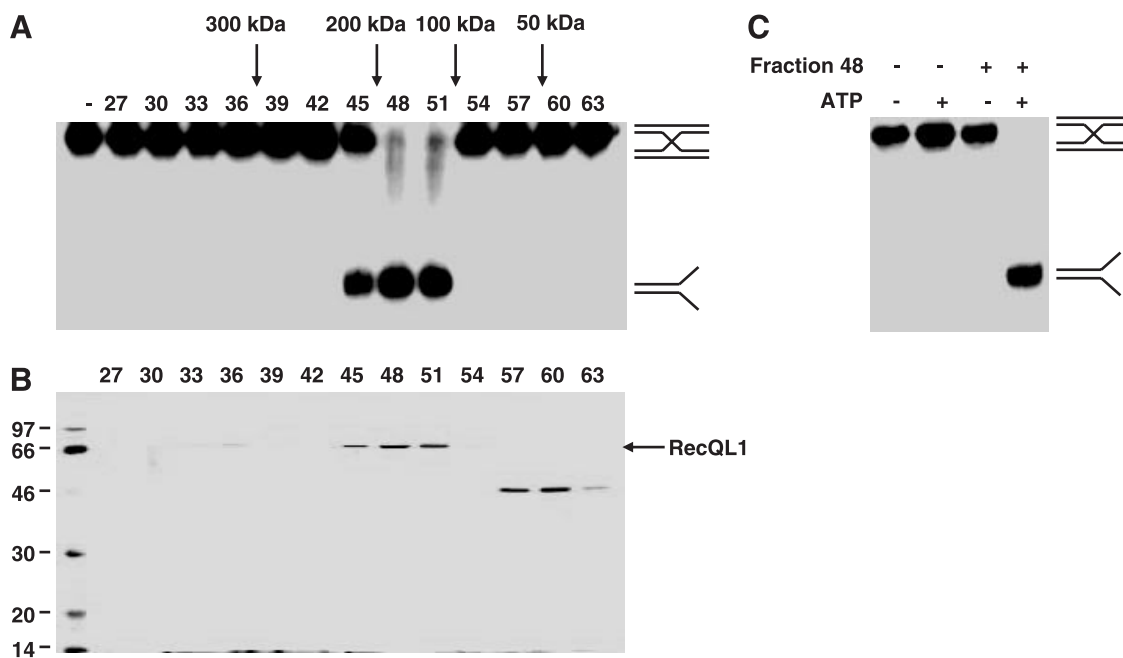 A
300 kDa 200 kDa 100 kDa 50 kDa
- 27 30 33 36 39 42 45 48 51 54 57 60 63
B
27 30 33 36 39 42 45 48 51 54 57 60 63
97
66
46
30
20
14
RecQL1
C
Fraction 48 - - + +
ATP - + - +